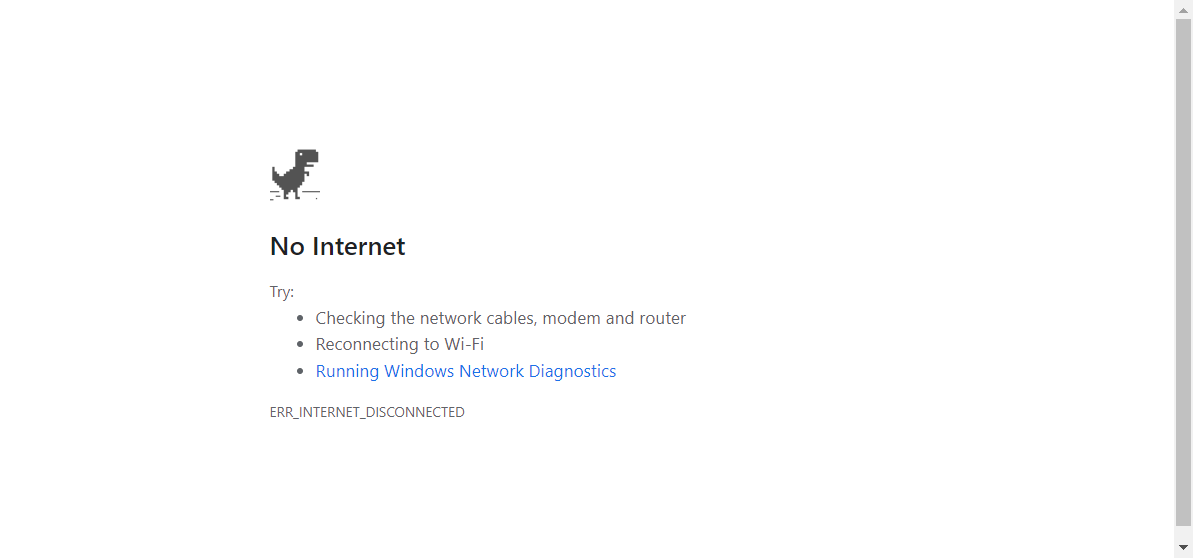 No Internet
Try:
Checking the network cables, modem and router
Reconnecting to Wi-Fi
Running Windows Network Diagnostics
ERR_INTERNET_DISCONNECTED